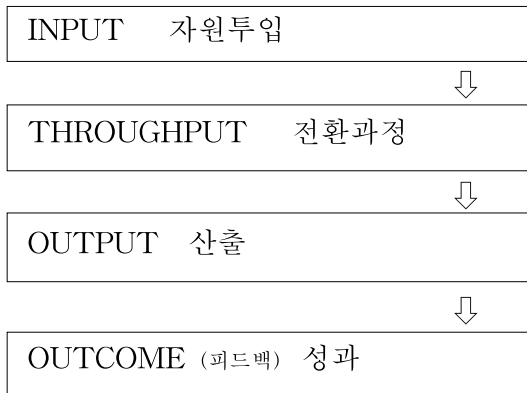 INPUT 자원투입
⇩
THROUGHPUT 전환과정
⇩
OUTPUT 산출
⇩
OUTCOME (피드백) 성과